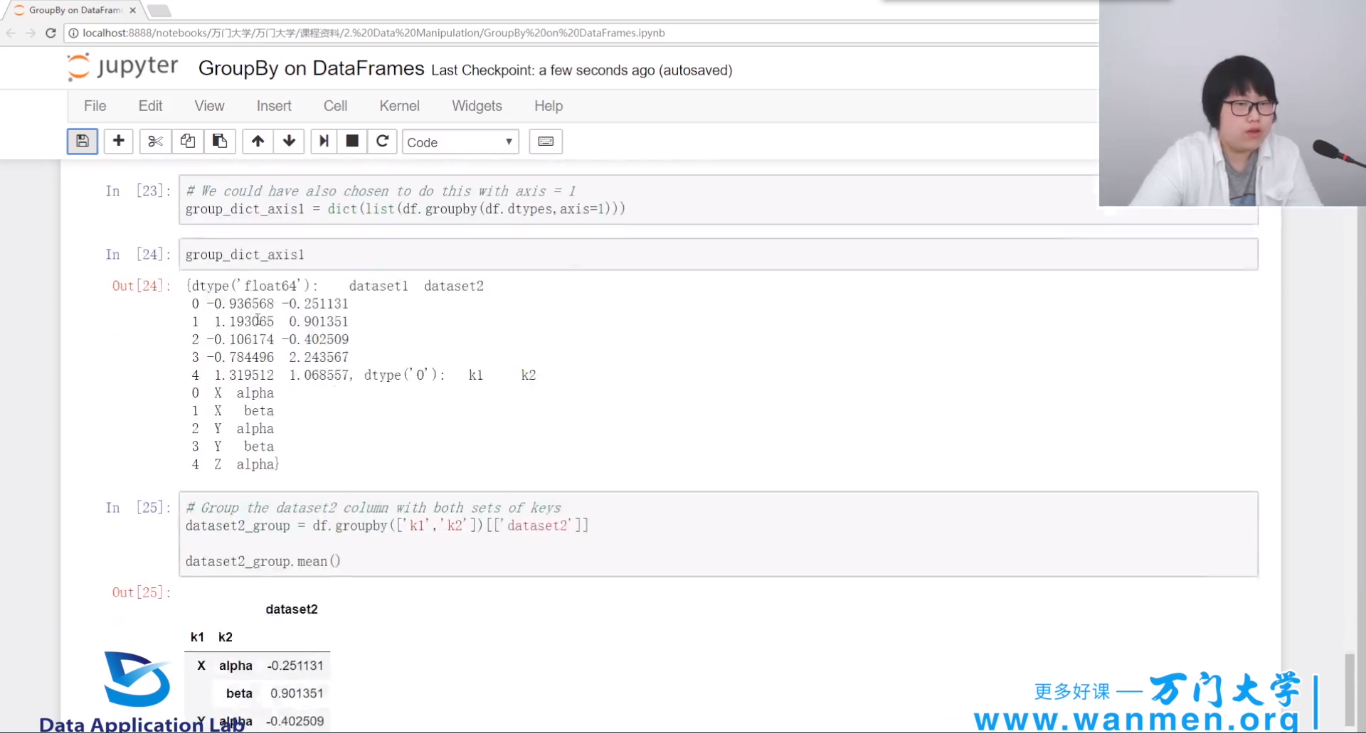 GroupBy on DataFram
localhost:8888/notebooks/万门大学/万门大学/课程资料/2.%20Data%20Manipulation/GroupBy%20on%20DataFrames.ipynb
jupyter GroupBy on DataFrames Last Checkpoint: a few seconds ago (autosaved)
File Edit View Insert Cell Kernel Widgets Help
Code
In [23]: # We could have also chosen to do this with axis = 1
group_dict_axis1 = dict(list(df.groupby(df.dtypes,axis=1)))
In [24]: group_dict_axis1
Out[24]: {dtype('float64'): dataset1 dataset2
0 -0.936568 -0.251131
1 1.193065 0.901351
2 -0.106174 -0.402509
3 -0.784496 2.243567
4 1.319512 1.068557, dtype('O'): k1 k2
0 X alpha
1 X beta
2 Y alpha
3 Y beta
4 Z alpha}
In [25]: # Group the dataset2 column with both sets of keys
dataset2_group = df.groupby(['k1','k2'])[['dataset2']]
dataset2_group.mean()
Out[25]:
dataset2
k1 k2
X alpha -0.251131
beta 0.901351
Y alpha -0.402509
Data Application Lab
更多好课 — 万门大学
www.wanmen.org